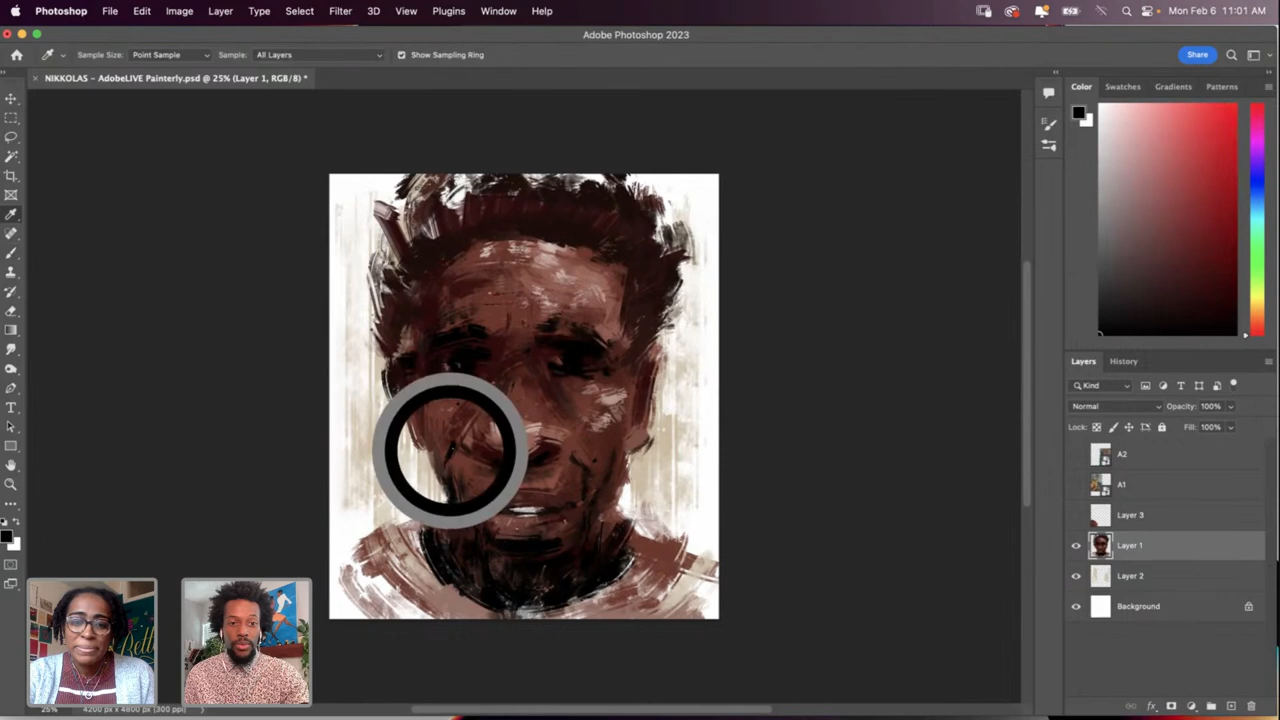 Photoshop File Edit Image Layer Type Select Filter 3D View Plugins Window Help Mon Feb 6 11:01 AM
Adobe Photoshop 2023
Sample Size: Point Sample Sample: All Layers Show Sampling Ring Share
NIKKOLAS - AdobeLIVE Painterly.psd @ 25% (Layer 1, RGB/8) *
Color Swatches Gradients Patterns
Layers History
Kind
Normal Opacity: 100%
Lock: Fill: 100%
A2
A1
Layer 3
Layer 1
Layer 2
Background
25% 4200 px x 4800 px (300 ppi)